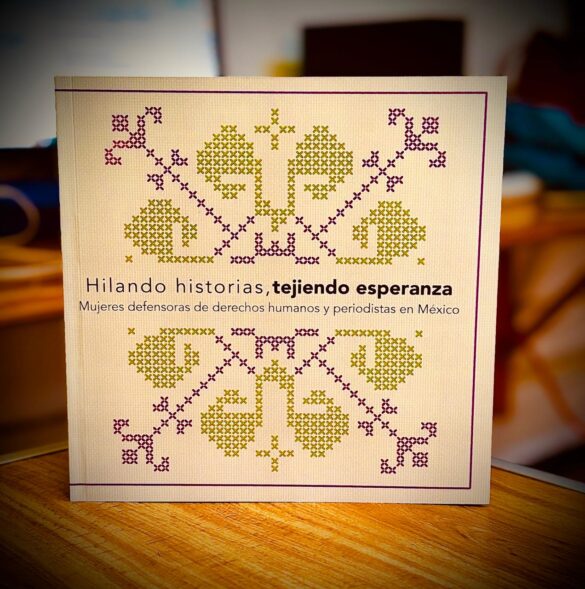 Hilando historias, tejiendo esperanza
Mujeres defensoras de derechos humanos y periodistas en México